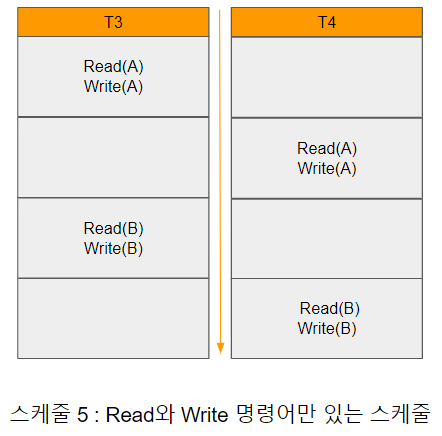 T3
T4
Read(A)
Write(A)
Read(A)
Write(A)
Read(B)
Write(B)
Read(B)
Write(B)
스케줄 5 : Read와 Write 명령어만 있는 스케줄